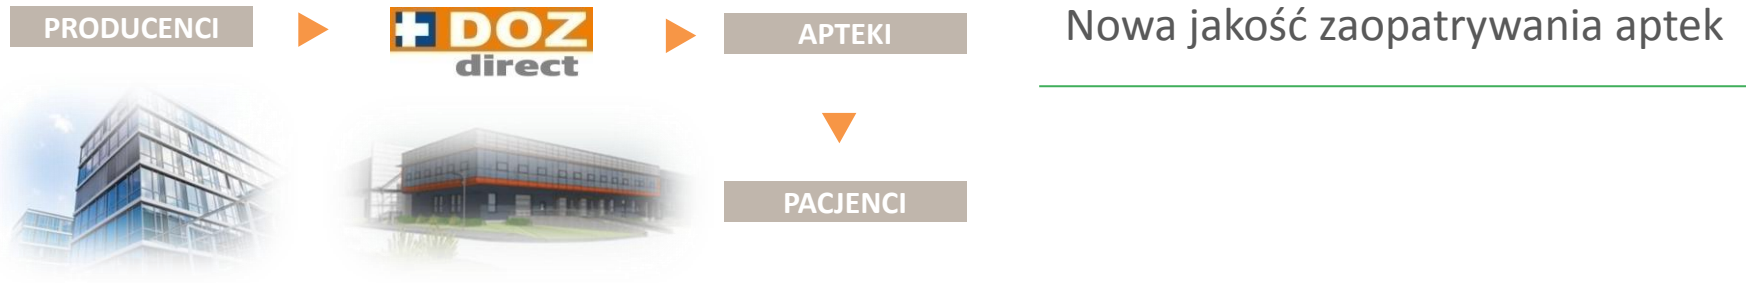 PRODUCENCI
DOZ
direct
APTEKI
PACJENCI
Nowa jakość zaopatrywania aptek